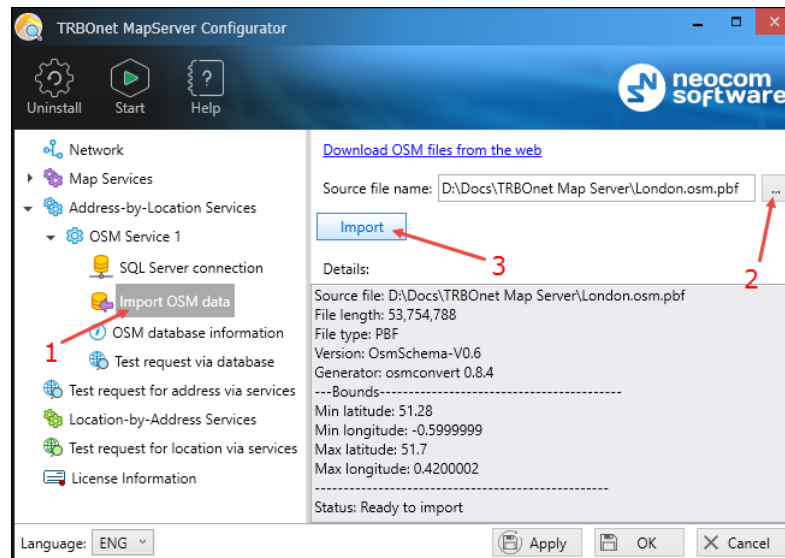 TRBOnet MapServer Configurator
Uninstall
Start
Help
neocom
software
Network
Map Services
Address-by-Location Services
OSM Service 1
SQL Server connection
Import OSM data
OSM database information
Test request via database
Test request for address via services
Location-by-Address Services
Test request for location via services
License Information
1
Download OSM files from the web
Source file name: D:\Docs\TRBOnet Map Server\London.osm.pbf ...
Import
3
2
Details:
Source file: D:\Docs\TRBOnet Map Server\London.osm.pbf
File length: 53,754,788
File type: PBF
Version: OsmSchema-V0.6
Generator: osmconvert 0.8.4
---Bounds------------------------------------------
Min latitude: 51.28
Min longitude: -0.5999999
Max latitude: 51.7
Max longitude: 0.4200002
-----------------------------------------------------
Status: Ready to import
Language: ENG
Apply
OK
Cancel